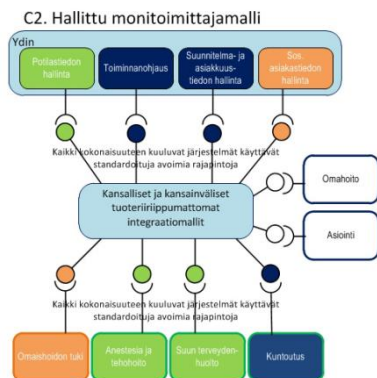 C2. Hallittu monitoimittajamalli
Ydin
Potilastiedon
hallinta
Toiminnanohjaus
Suunnitelma- ja
asiakkuus-
tiedon hallinta
Sos.
asiakastiedon
hallinta
Kaikki kokonaisuuteen kuuluvat järjestelmät käyttävät
standardoituja avoimia rajapintoja
Kansalliset ja kansainväliset
tuoteriiriippumattomat
integraatiomallit
Omahoito
Asiointi
Kaikki kokonaisuuteen kuuluvat järjestelmät käyttävät
standardoituja avoimia rajapintoja
Omaishoidon tuki
Anestesia ja
tehohoito
Suun terveyden-
huolto
Kuntoutus